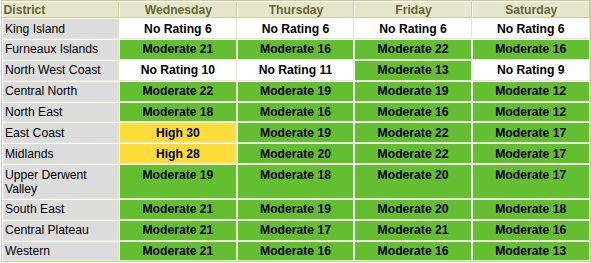 District Wednesday Thursday Friday Saturday
King Island No Rating 6 No Rating 6 No Rating 6 No Rating 6
Furneaux Islands Moderate 21 Moderate 16 Moderate 22 Moderate 16
North West Coast No Rating 10 No Rating 11 Moderate 13 No Rating 9
Central North Moderate 22 Moderate 19 Moderate 19 Moderate 12
North East Moderate 18 Moderate 16 Moderate 16 Moderate 12
East Coast High 30 Moderate 19 Moderate 22 Moderate 17
Midlands High 28 Moderate 20 Moderate 22 Moderate 17
Upper Derwent Moderate 19 Moderate 18 Moderate 20 Moderate 17
Valley
South East Moderate 21 Moderate 19 Moderate 20 Moderate 18
Central Plateau Moderate 21 Moderate 17 Moderate 21 Moderate 16
Western Moderate 21 Moderate 16 Moderate 16 Moderate 13